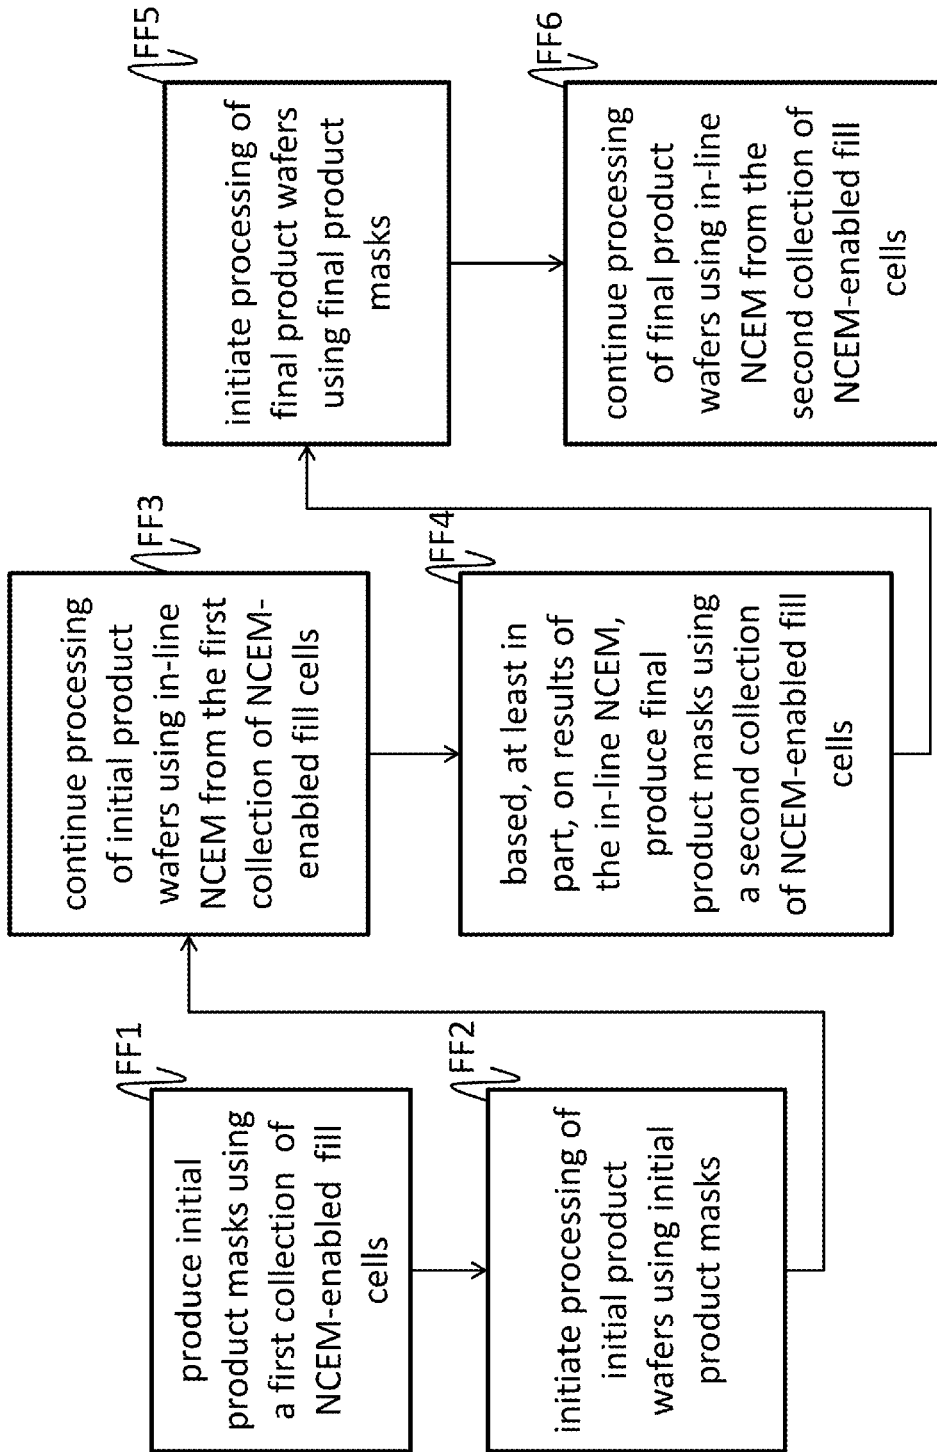 FF1
produce initial
product masks using
a first collection of
NCEM-enabled fill
cells
FF2
initiate processing of
initial product
wafers using initial
product masks
FF3
continue processing
of initial product
wafers using in-line
NCEM from the first
collection of NCEM-
enabled fill cells
FF4
based, at least in
part, on results of
the in-line NCEM,
produce final
product masks using
a second collection
of NCEM-enabled fill
cells
FF5
initiate processing of
final product wafers
using final product
masks
FF6
continue processing
of final product
wafers using in-line
NCEM from the
second collection of
NCEM-enabled fill
cells